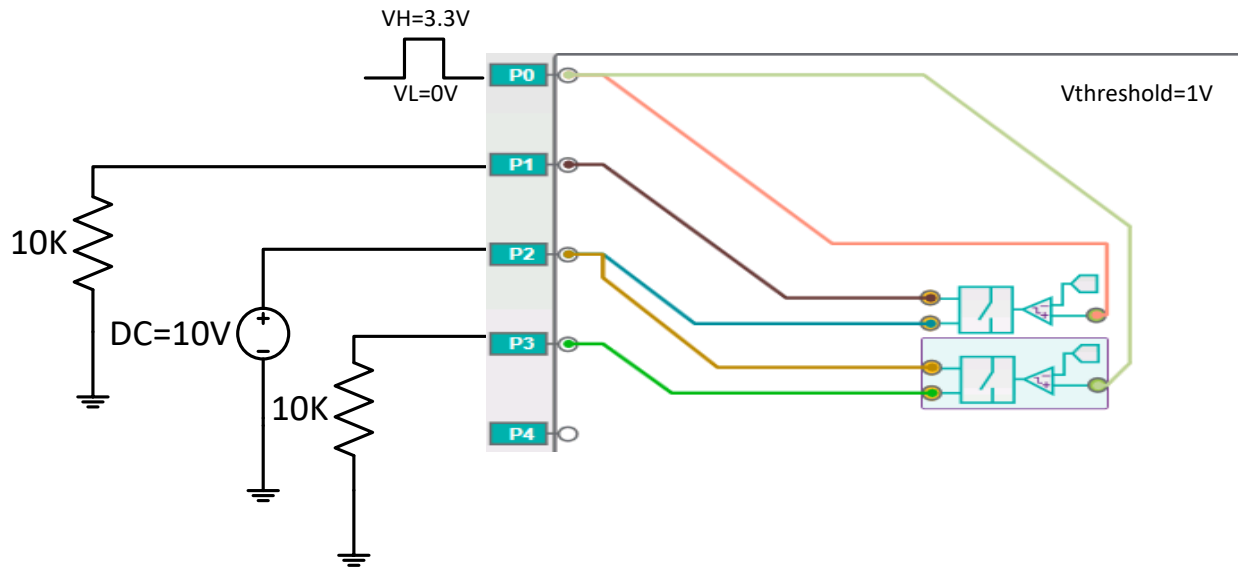 VH=3.3V
VL=0V
P0
Vthreshold=1V
P1
10K
P2
DC=10V
P3
10K
P4